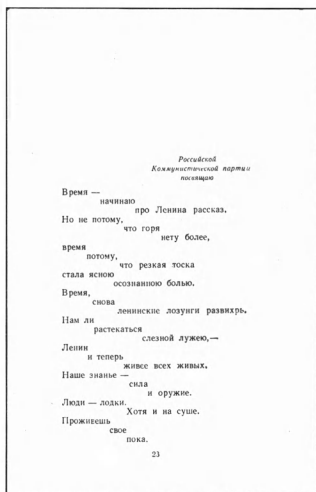 Российской
Коммунистической партии
посвящаю
Время —
начинаю
про Ленина рассказ.
Но не потому,
что горя
нету более,
время
потому,
что резкая тоска
стала ясною
осознанною болью.
Время,
снова
ленинские лозунги развихрь.
Нам ли
растекаться
слезной лужею,—
Ленин
и теперь
живее всех живых.
Наше знанье —
сила
и оружие.
Люди — лодки.
Хотя и на суше.
Проживешь
свое
пока.
23